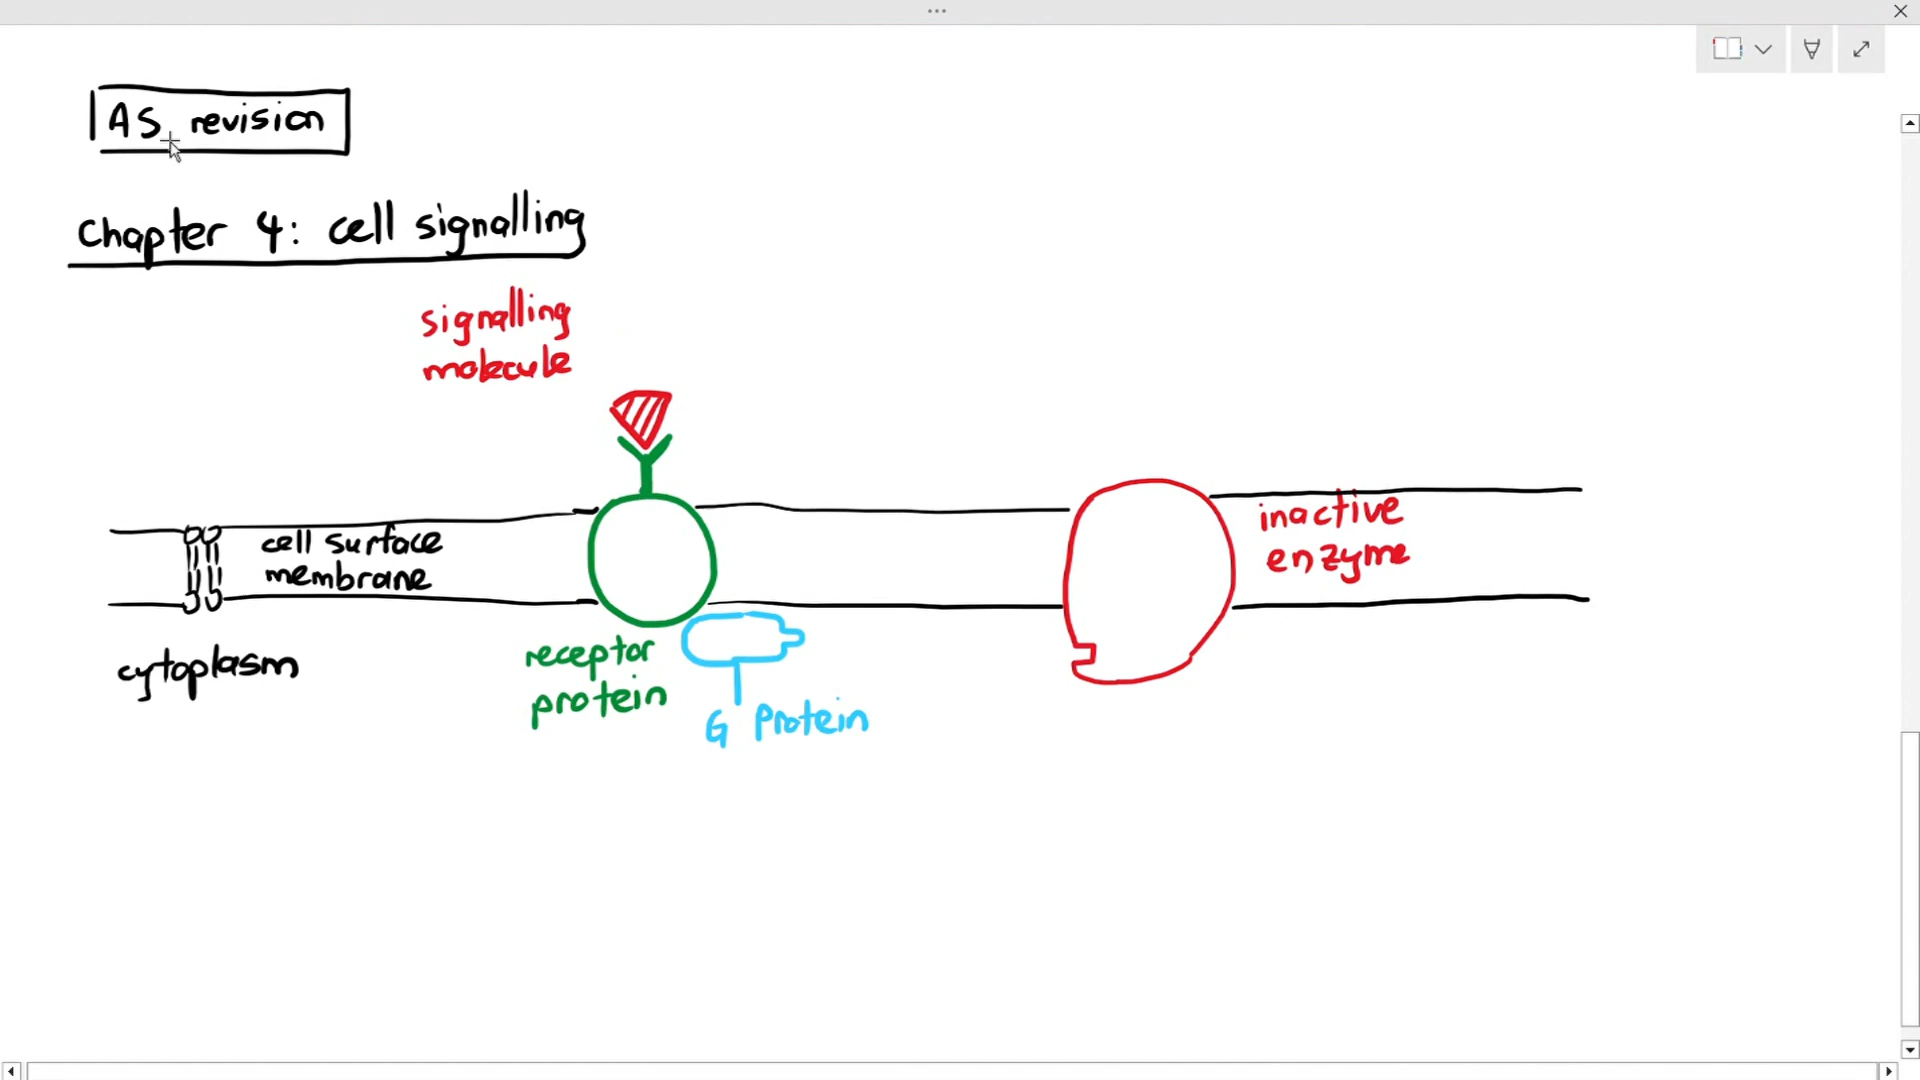 AS revision
Chapter 4: cell signalling
signalling
molecule
cell surface
membrane
inactive
enzyme
cytoplasm
receptor
protein
G Protein